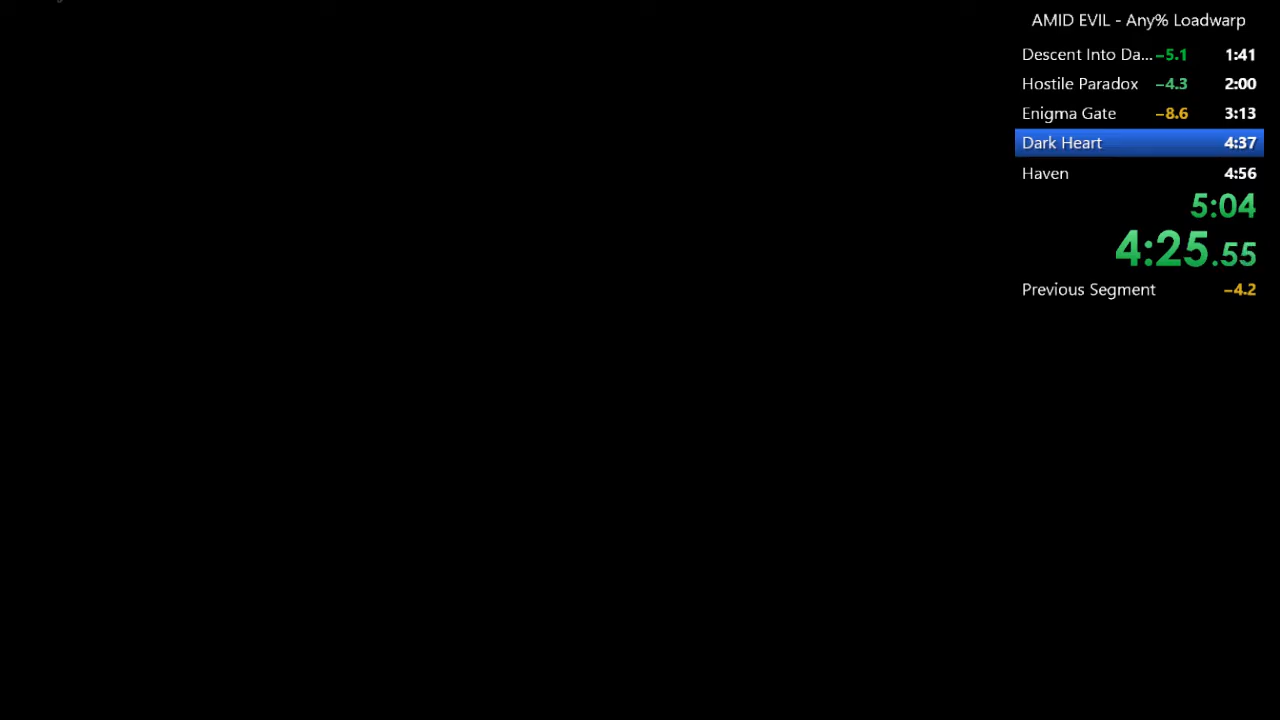 AMID EVIL - Any% Loadwarp
Descent Into Da... −5.1 1:41
Hostile Paradox −4.3 2:00
Enigma Gate −8.6 3:13
Dark Heart 4:37
Haven 4:56
5:04
4:25.55
Previous Segment −4.2